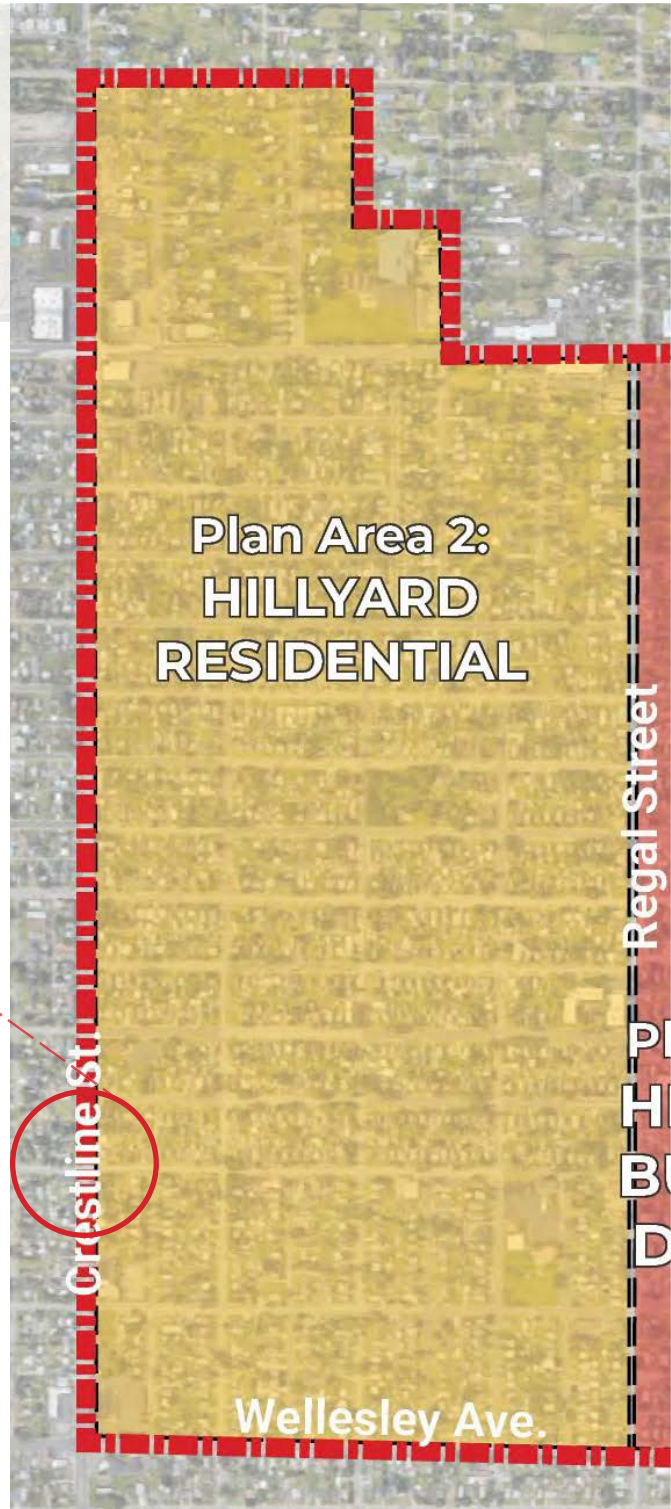 Plan Area 2:
HILLYARD
RESIDENTIAL
Regal Street
Crestline St.
Wellesley Ave.